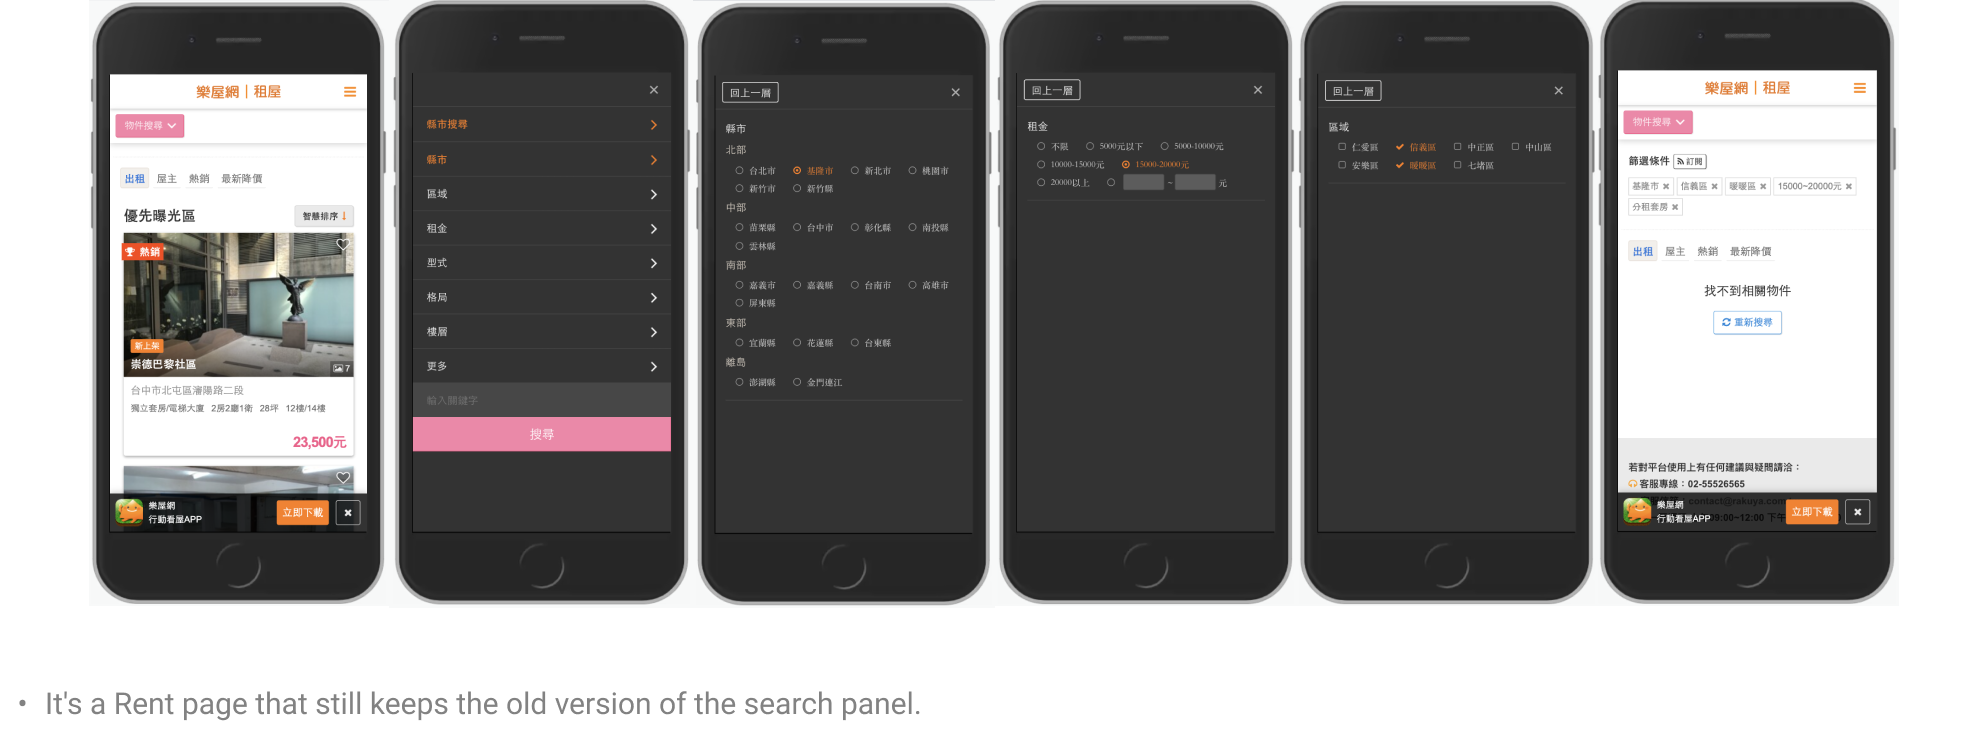 樂屋網｜租屋
物件搜尋
出租 屋主 熱銷 最新降價
優先曝光區 智慧排序
熱銷
新上架
崇德巴黎社區 7
台中市北屯區瀋陽路二段
獨立套房/電梯大廈 2房2廳1衛 28坪 12樓/14樓
23,500元
樂屋網
行動看屋APP
立即下載
縣市搜尋
縣市
區域
租金
型式
格局
樓層
更多
輸入關鍵字
搜尋
回上一層
縣市
北部
台北市 基隆市 新北市 桃園市
新竹市 新竹縣
中部
苗栗縣 台中市 彰化縣 南投縣
雲林縣
南部
嘉義市 嘉義縣 台南市 高雄市
屏東縣
東部
宜蘭縣 花蓮縣 台東縣
離島
澎湖縣 金門連江
回上一層
租金
不限 5000元以下 5000-10000元
10000-15000元 15000-20000元
20000以上 ~ 元
回上一層
區域
仁愛區 信義區 中正區 中山區
安樂區 暖暖區 七堵區
樂屋網｜租屋
物件搜尋
篩選條件 訂閱
基隆市 × 信義區 × 暖暖區 × 15000~20000元 ×
分租套房 ×
出租 屋主 熱銷 最新降價
找不到相關物件
重新搜尋
若對平台使用上有任何建議與疑問請洽：
客服專線：02-55526565
contact@rakuya.com
09:00~12:00 下午
樂屋網
行動看屋APP
立即下載
• It's a Rent page that still keeps the old version of the search panel.